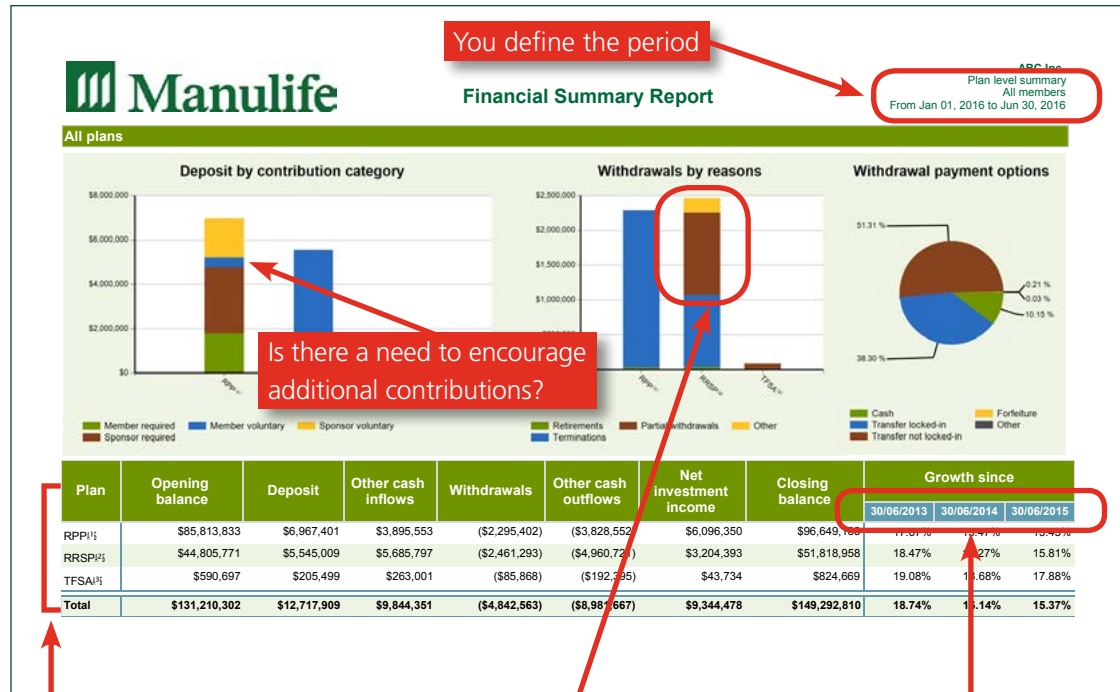 You define the period
Manulife
Financial Summary Report
ABC Inc.
Plan level summary
All members
From Jan 01, 2016 to Jun 30, 2016
All plans
Deposit by contribution category
$8,000,000
$6,000,000
$4,000,000
$2,000,000
$0
RPP
Is there a need to encourage
additional contributions?
Member required
Member voluntary
Sponsor voluntary
Sponsor required
Withdrawals by reasons
$2,500,000
$2,000,000
$1,500,000
$1,000,000
RPP
RRSP
TFSA
Retirements
Partial withdrawals
Other
Terminations
Withdrawal payment options
51.31 %
0.21 %
0.03 %
10.15 %
38.30 %
Cash
Forfeiture
Transfer locked-in
Other
Transfer not locked-in
Plan Opening balance Deposit Other cash inflows Withdrawals Other cash outflows Net investment income Closing balance Growth since
30/06/2013 30/06/2014 30/06/2015
RPP $85,813,833 $6,967,401 $3,895,553 ($2,295,402) ($3,828,552) $6,096,350
RRSP $44,805,771 $5,545,009 $5,685,797 ($2,461,293) $3,204,393 $51,818,958 18.47% 15.81%
TFSA $590,697 $205,499 $263,001 ($85,868) $43,734 $824,669 19.08% 17.88%
Total $131,210,302 $12,717,909 $9,844,351 ($4,842,563) $9,344,478 $149,292,810 18.74% 15.37%